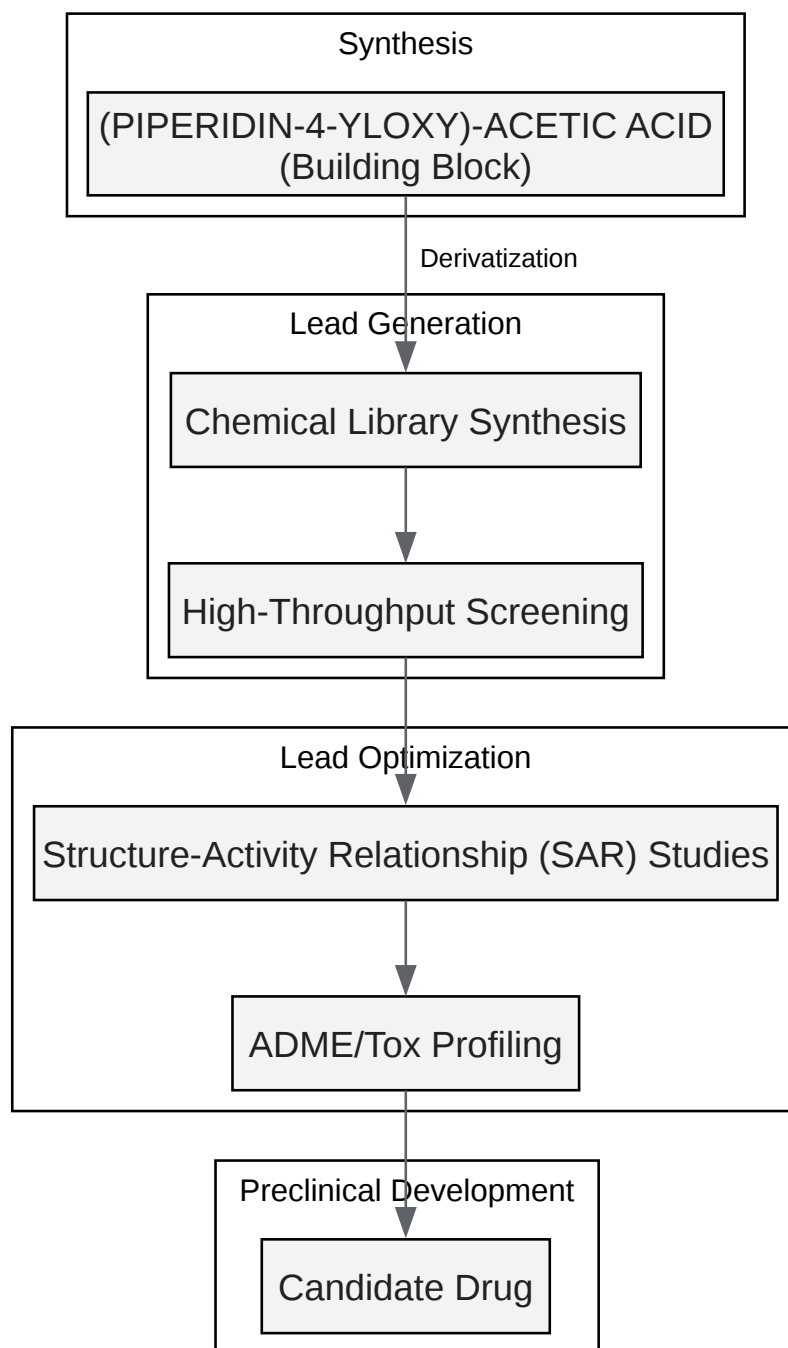 Synthesis
(PIPERIDIN-4-YLOXY)-ACETIC ACID
(Building Block)
Derivatization
Lead Generation
Chemical Library Synthesis
High-Throughput Screening
Lead Optimization
Structure-Activity Relationship (SAR) Studies
ADME/Tox Profiling
Preclinical Development
Candidate Drug